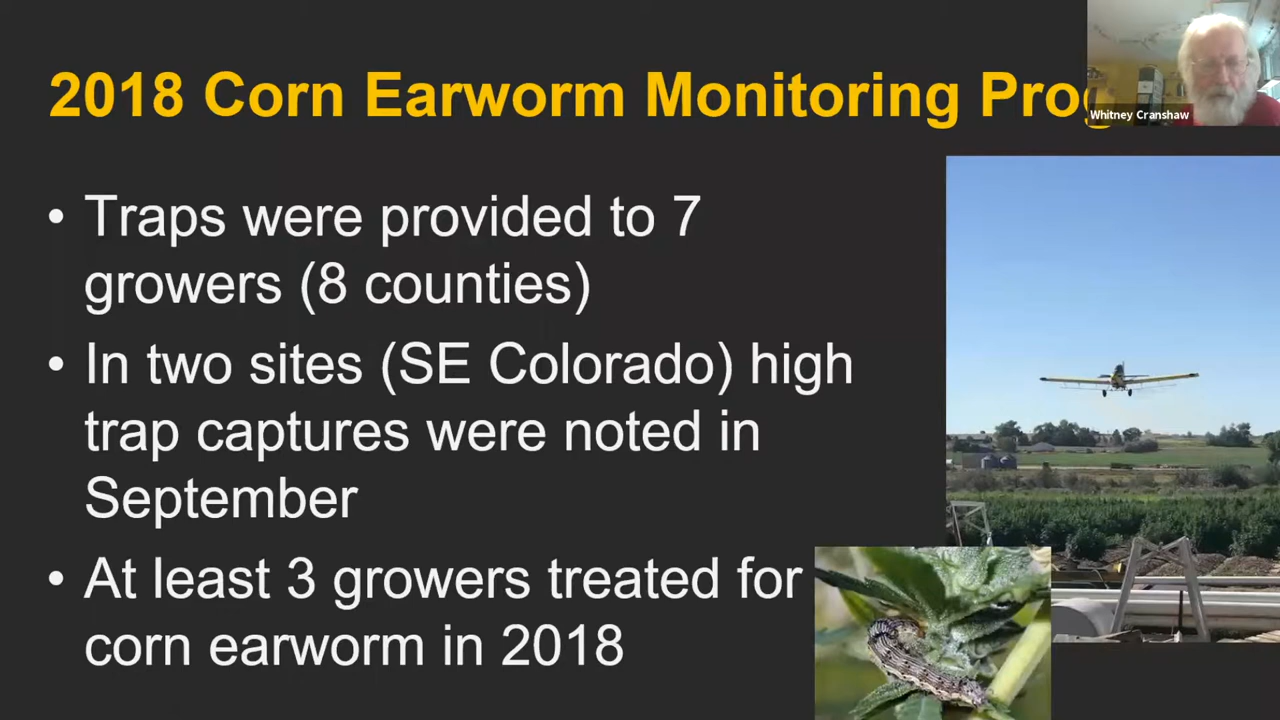 2018 Corn Earworm Monitoring Prog
Whitney Cranshaw
• Traps were provided to 7
growers (8 counties)
• In two sites (SE Colorado) high
trap captures were noted in
September
• At least 3 growers treated for
corn earworm in 2018